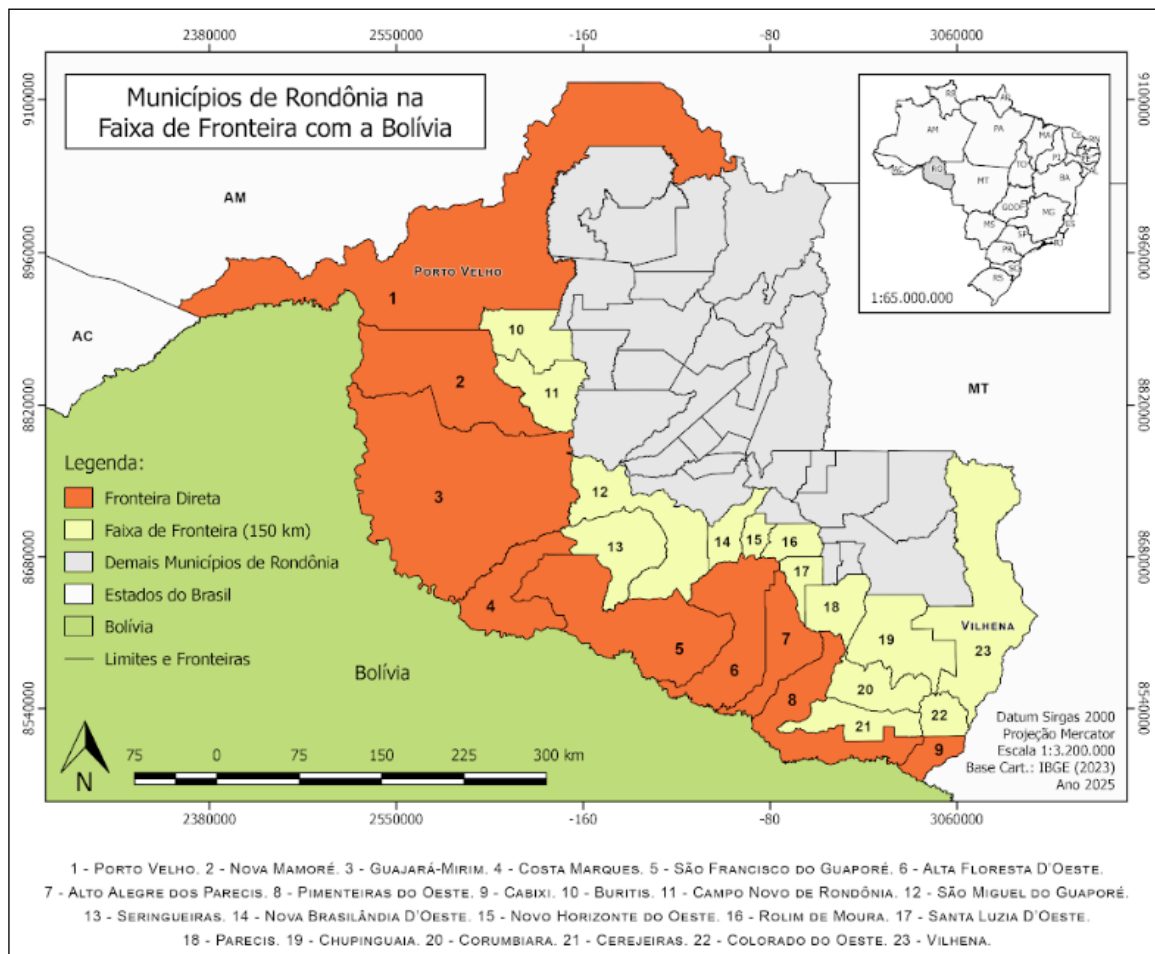 2380000 2550000 -160 -80 3060000
Municípios de Rondônia na
Faixa de Fronteira com a Bolívia
9100000
8960000
8820000
8680000
8540000
9100000
8960000
8820000
8680000
8540000
RR
AP
AM
PA
MA
CE
RN
PI
PE
AL
AC
RO
TO
BA
MT
GO
DF
MG
ES
MS
SP
RJ
PR
SC
RS
1:65.000.000
AM
AC
MT
Porto Velho
1
10
2
11
3
12
13
14
15
16
17
4
18
5
7
19
Vilhena
23
6
8
20
22
21
9
Legenda:
Fronteira Direta
Faixa de Fronteira (150 km)
Demais Municípios de Rondônia
Estados do Brasil
Bolívia
Limites e Fronteiras
Bolívia
N
75 0 75 150 225 300 km
Datum Sirgas 2000
Projeção Mercator
Escala 1:3.200.000
Base Cart.: IBGE (2023)
Ano 2025
2380000 2550000 -160 -80 3060000
1 - Porto Velho. 2 - Nova Mamoré. 3 - Guajará-Mirim. 4 - Costa Marques. 5 - São Francisco do Guaporé. 6 - Alta Floresta D'Oeste.
7 - Alto Alegre dos Parecis. 8 - Pimenteiras do Oeste. 9 - Cabixi. 10 - Buritis. 11 - Campo Novo de Rondônia. 12 - São Miguel do Guaporé.
13 - Seringueiras. 14 - Nova Brasilândia D'Oeste. 15 - Novo Horizonte do Oeste. 16 - Rolim de Moura. 17 - Santa Luzia D'Oeste.
18 - Parecis. 19 - Chupinguaia. 20 - Corumbiara. 21 - Cerejeiras. 22 - Colorado do Oeste. 23 - Vilhena.